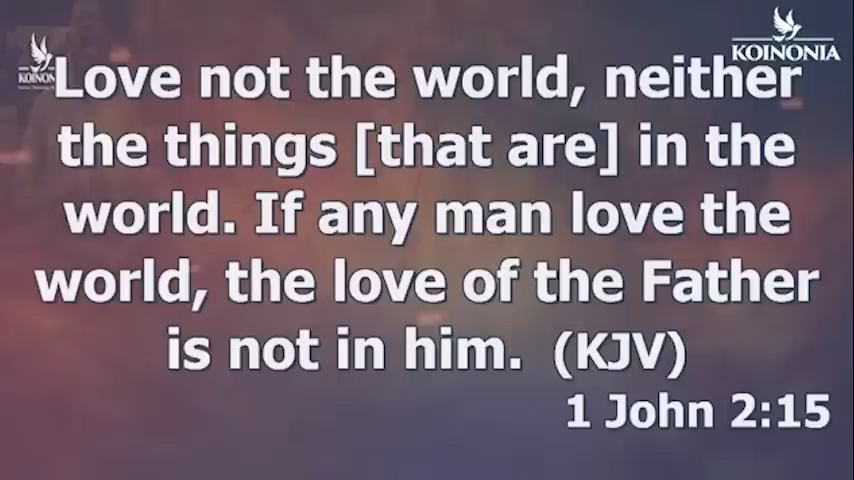 KOINONIA
KOINON
Love not the world, neither
the things [that are] in the
world. If any man love the
world, the love of the Father
is not in him. (KJV)
1 John 2:15